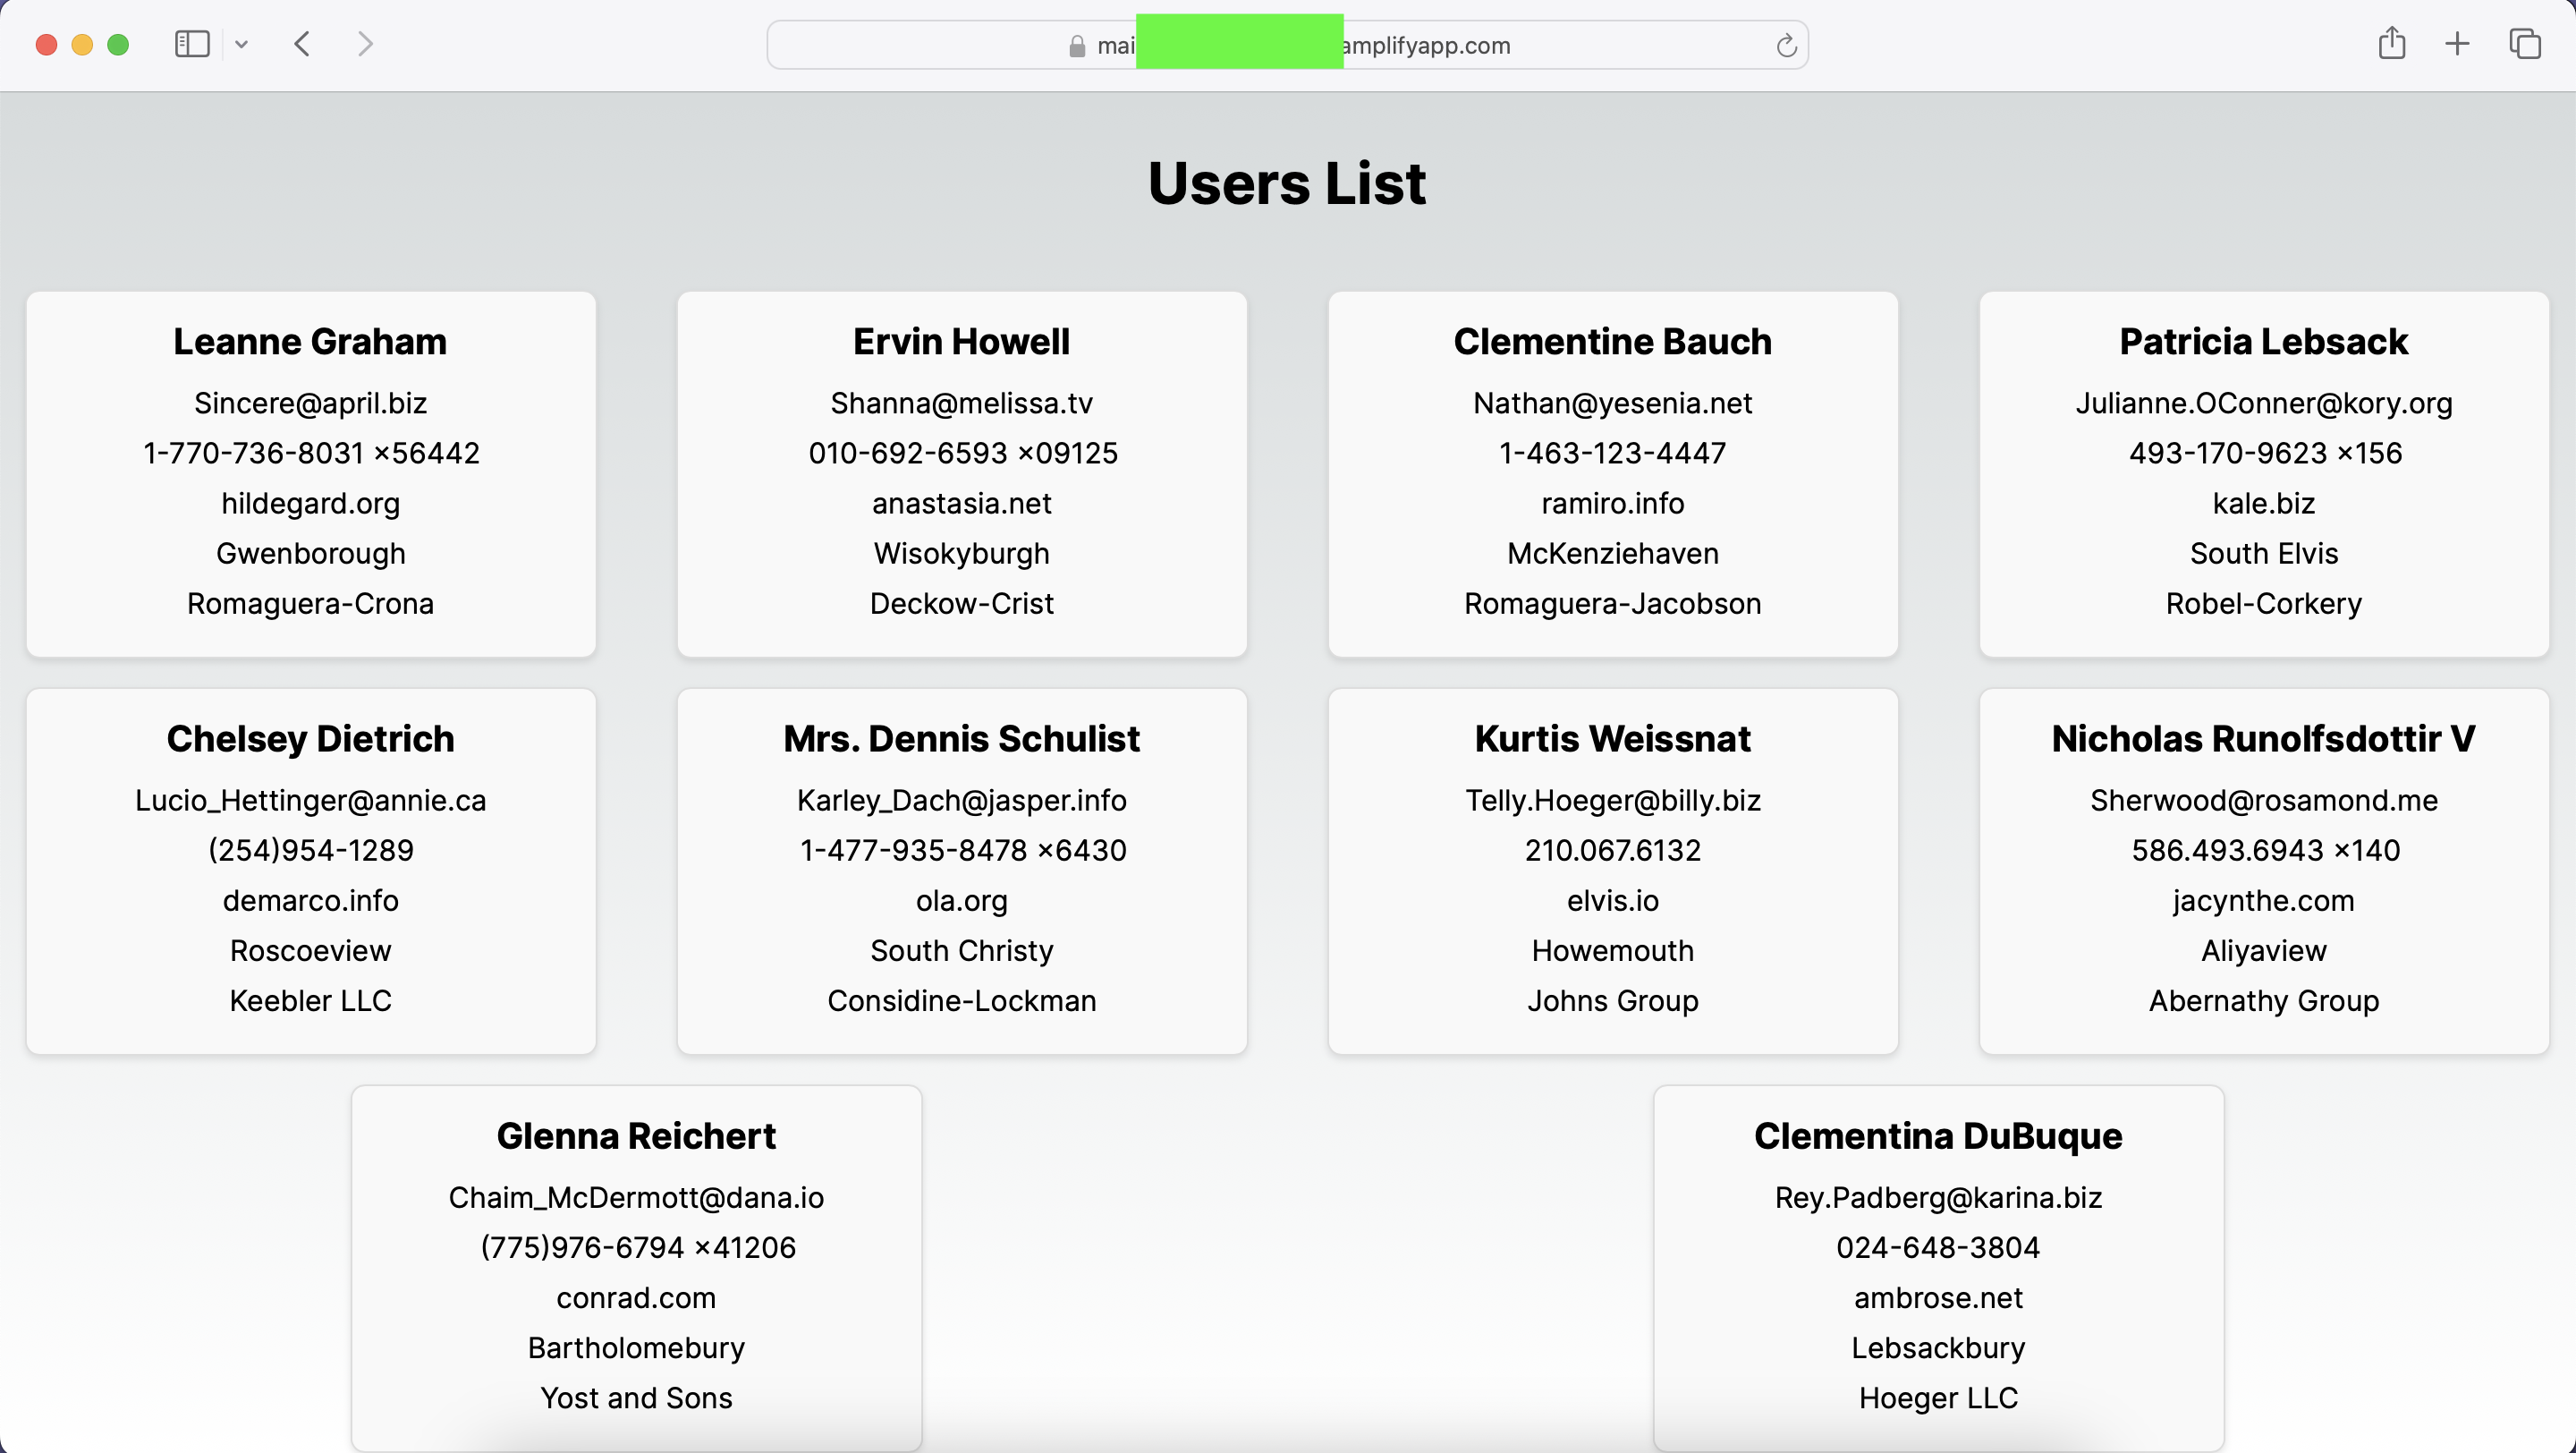 mai amplifyapp.com
Users List
Leanne Graham
Sincere@april.biz
1-770-736-8031 ×56442
hildegard.org
Gwenborough
Romaguera-Crona
Ervin Howell
Shanna@melissa.tv
010-692-6593 ×09125
anastasia.net
Wisokyburgh
Deckow-Crist
Clementine Bauch
Nathan@yesenia.net
1-463-123-4447
ramiro.info
McKenziehaven
Romaguera-Jacobson
Patricia Lebsack
Julianne.OConner@kory.org
493-170-9623 ×156
kale.biz
South Elvis
Robel-Corkery
Chelsey Dietrich
Lucio_Hettinger@annie.ca
(254)954-1289
demarco.info
Roscoeview
Keebler LLC
Mrs. Dennis Schulist
Karley_Dach@jasper.info
1-477-935-8478 ×6430
ola.org
South Christy
Considine-Lockman
Kurtis Weissnat
Telly.Hoeger@billy.biz
210.067.6132
elvis.io
Howemouth
Johns Group
Nicholas Runolfsdottir V
Sherwood@rosamond.me
586.493.6943 ×140
jacynthe.com
Aliyaview
Abernathy Group
Glenna Reichert
Chaim_McDermott@dana.io
(775)976-6794 ×41206
conrad.com
Bartholomebury
Yost and Sons
Clementina DuBuque
Rey.Padberg@karina.biz
024-648-3804
ambrose.net
Lebsackbury
Hoeger LLC